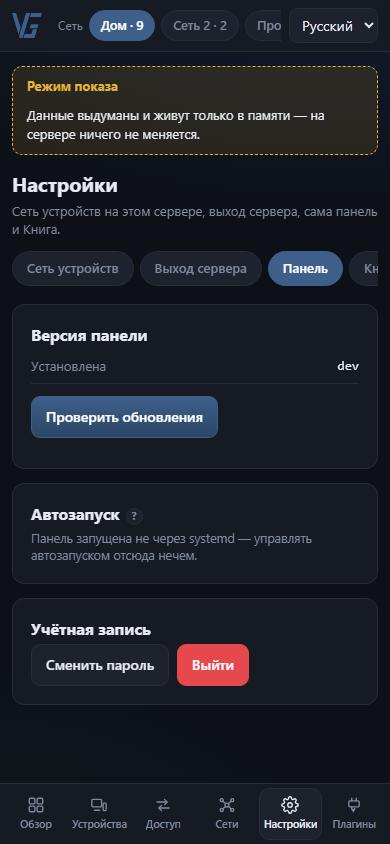 VG Сеть Дом · 9 Сеть 2 · 2 Про Русский
Режим показа
Данные выдуманы и живут только в памяти — на
сервере ничего не меняется.
Настройки
Сеть устройств на этом сервере, выход сервера, сама панель
и Книга.
Сеть устройств Выход сервера Панель Кн
Версия панели
Установлена dev
Проверить обновления
Автозапуск ?
Панель запущена не через systemd — управлять
автозапуском отсюда нечем.
Учётная запись
Сменить пароль Выйти
Обзор Устройства Доступ Сети Настройки Плагины